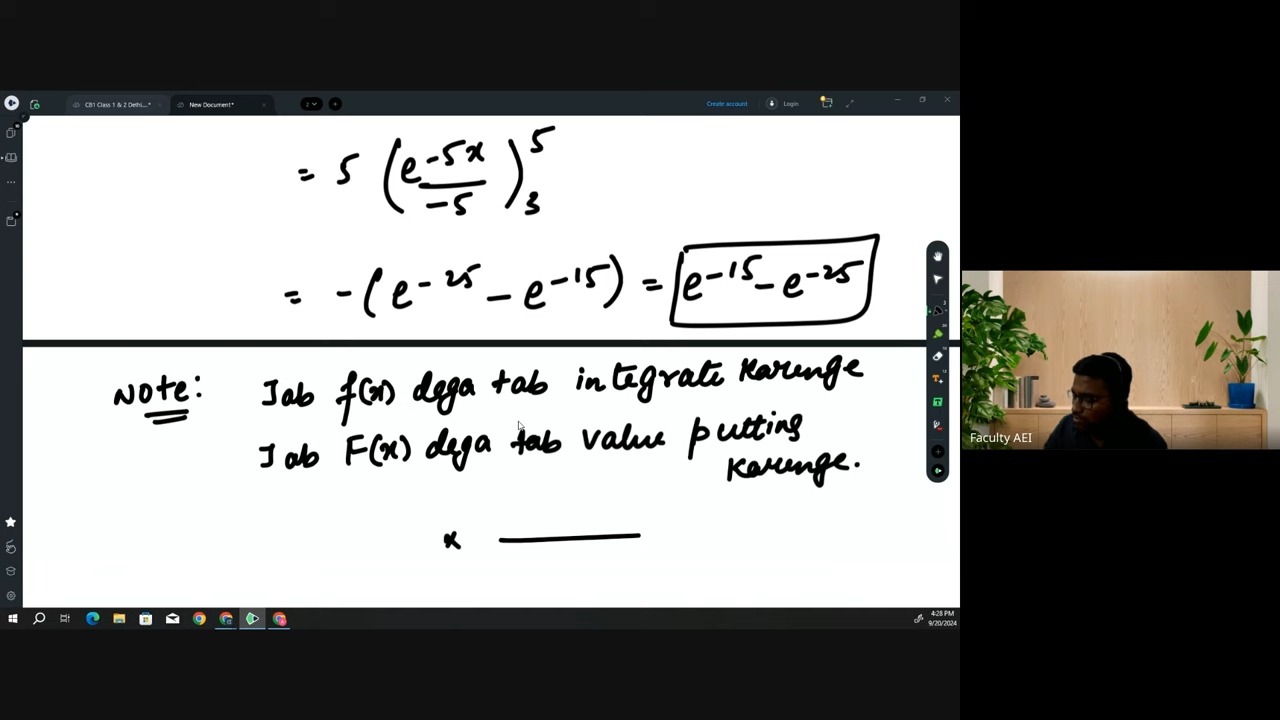 CB1 Class 1 & 2 Delhi...*
New Document*
2
Create account
Login
= 5 (e-5x / -5)
5
3
= -(e-25 - e-15) = e-15 - e-25
NOTE: Jab f(x) dega tab integrate Karenge
Jab F(x) dega tab value putting
Karenge.
x
Faculty AEI
4:28 PM
9/20/2024